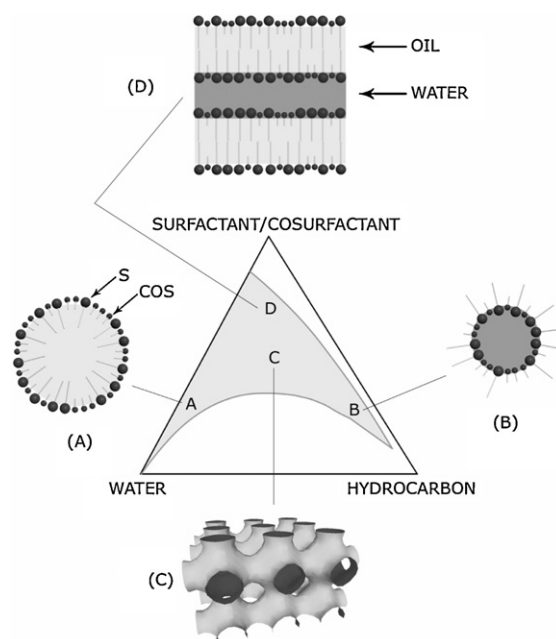 OIL
(D)
WATER
SURFACTANT/COSURFACTANT
S
COS
D
C
A
B
(A)
(B)
WATER
HYDROCARBON
(C)